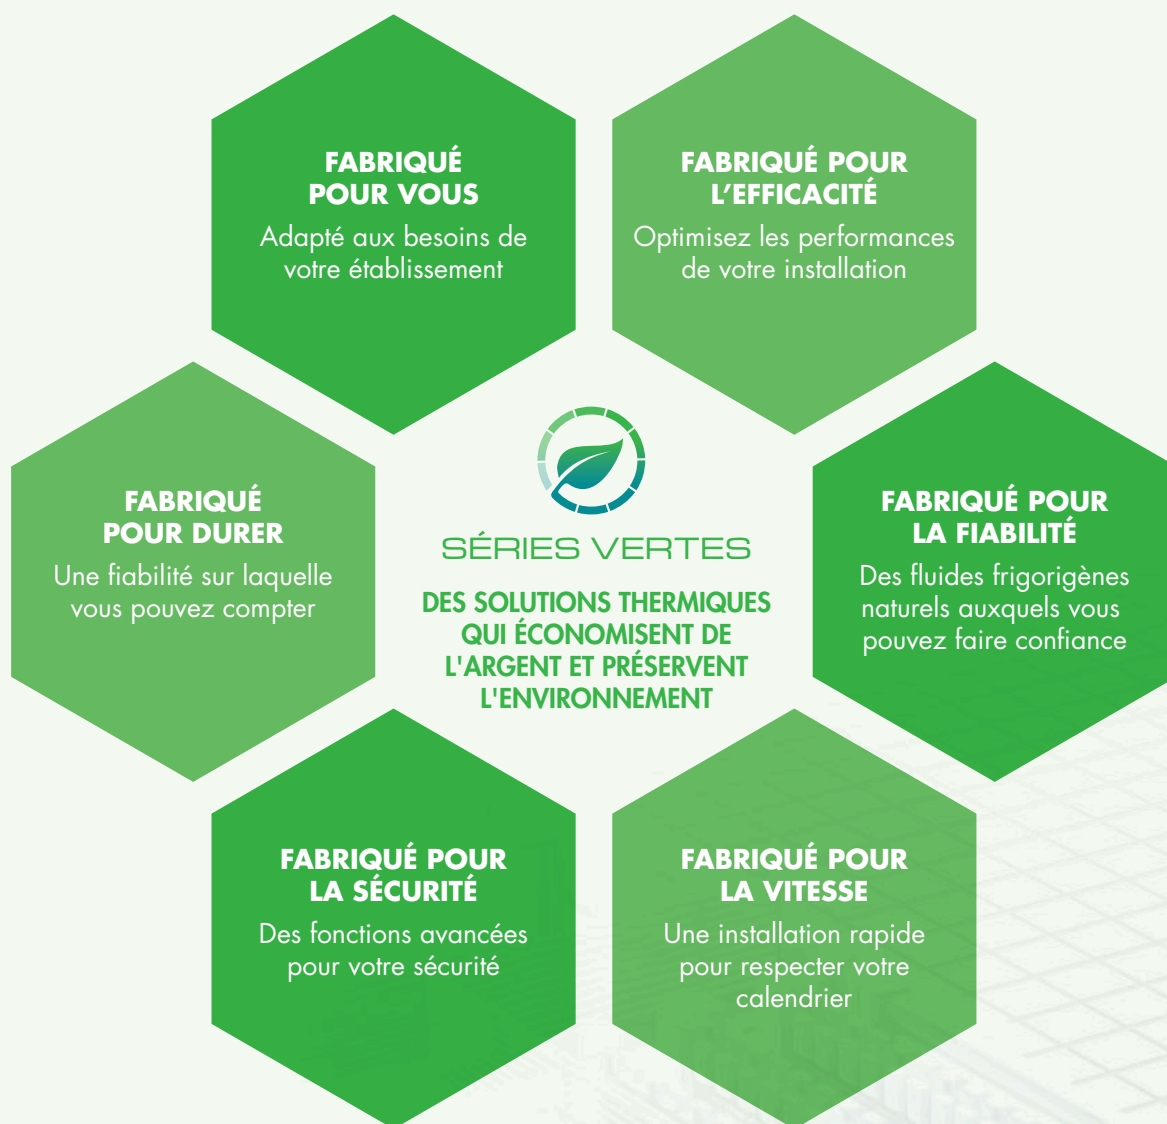 FABRIQUÉ
POUR VOUS
Adapté aux besoins de
votre établissement
FABRIQUÉ POUR
L’EFFICACITÉ
Optimisez les performances
de votre installation
FABRIQUÉ
POUR DURER
Une fiabilité sur laquelle
vous pouvez compter
SÉRIES VERTES
DES SOLUTIONS THERMIQUES
QUI ÉCONOMISENT DE
L'ARGENT ET PRÉSERVENT
L'ENVIRONNEMENT
FABRIQUÉ POUR
LA FIABILITÉ
Des fluides frigorigènes
naturels auxquels vous
pouvez faire confiance
FABRIQUÉ POUR
LA SÉCURITÉ
Des fonctions avancées
pour votre sécurité
FABRIQUÉ POUR
LA VITESSE
Une installation rapide
pour respecter votre
calendrier